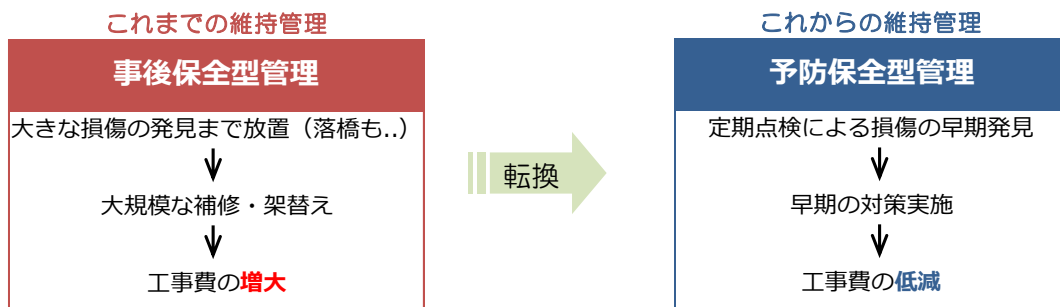 これまでの維持管理
事後保全型管理
大きな損傷の発見まで放置（落橋も..）
大規模な補修・架替え
工事費の増大
転換
これからの維持管理
予防保全型管理
定期点検による損傷の早期発見
早期の対策実施
工事費の低減